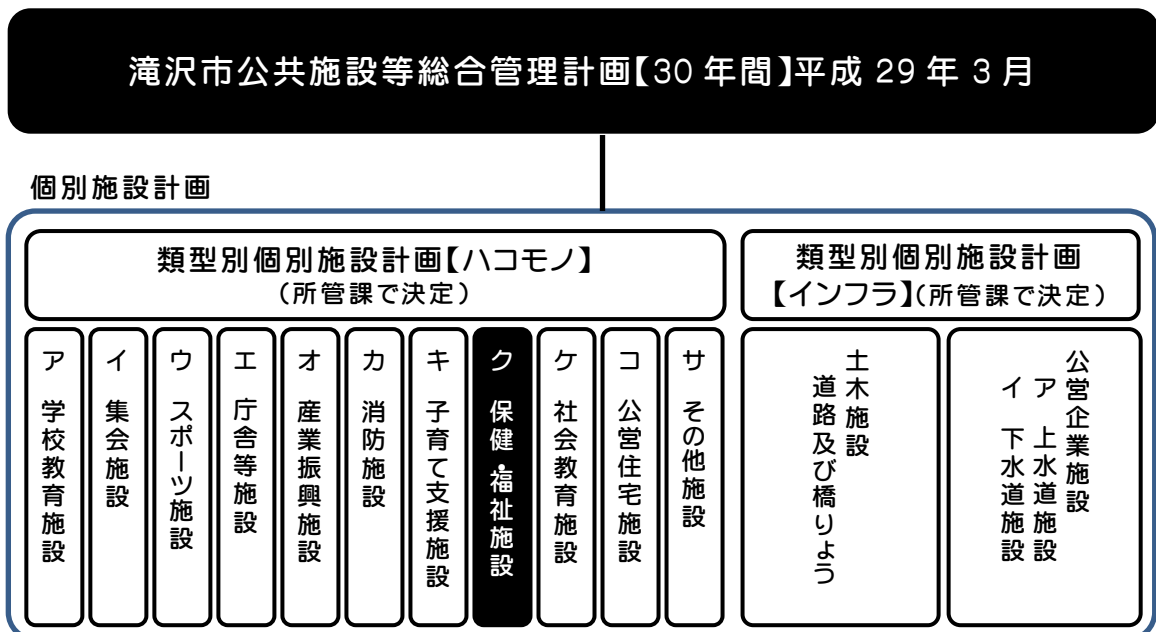 滝沢市公共施設等総合管理計画【30年間】平成29年3月
個別施設計画
類型別個別施設計画【ハコモノ】
（所管課で決定）
類型別個別施設計画
【インフラ】（所管課で決定）
ア 学校教育施設
イ 集会施設
ウ スポーツ施設
エ 庁舎等施設
オ 産業振興施設
カ 消防施設
キ 子育て支援施設
ク 保健・福祉施設
ケ 社会教育施設
コ 公営住宅施設
サ その他施設
土木施設
道路及び橋りょう
公営企業施設
ア 上水道施設
イ 下水道施設